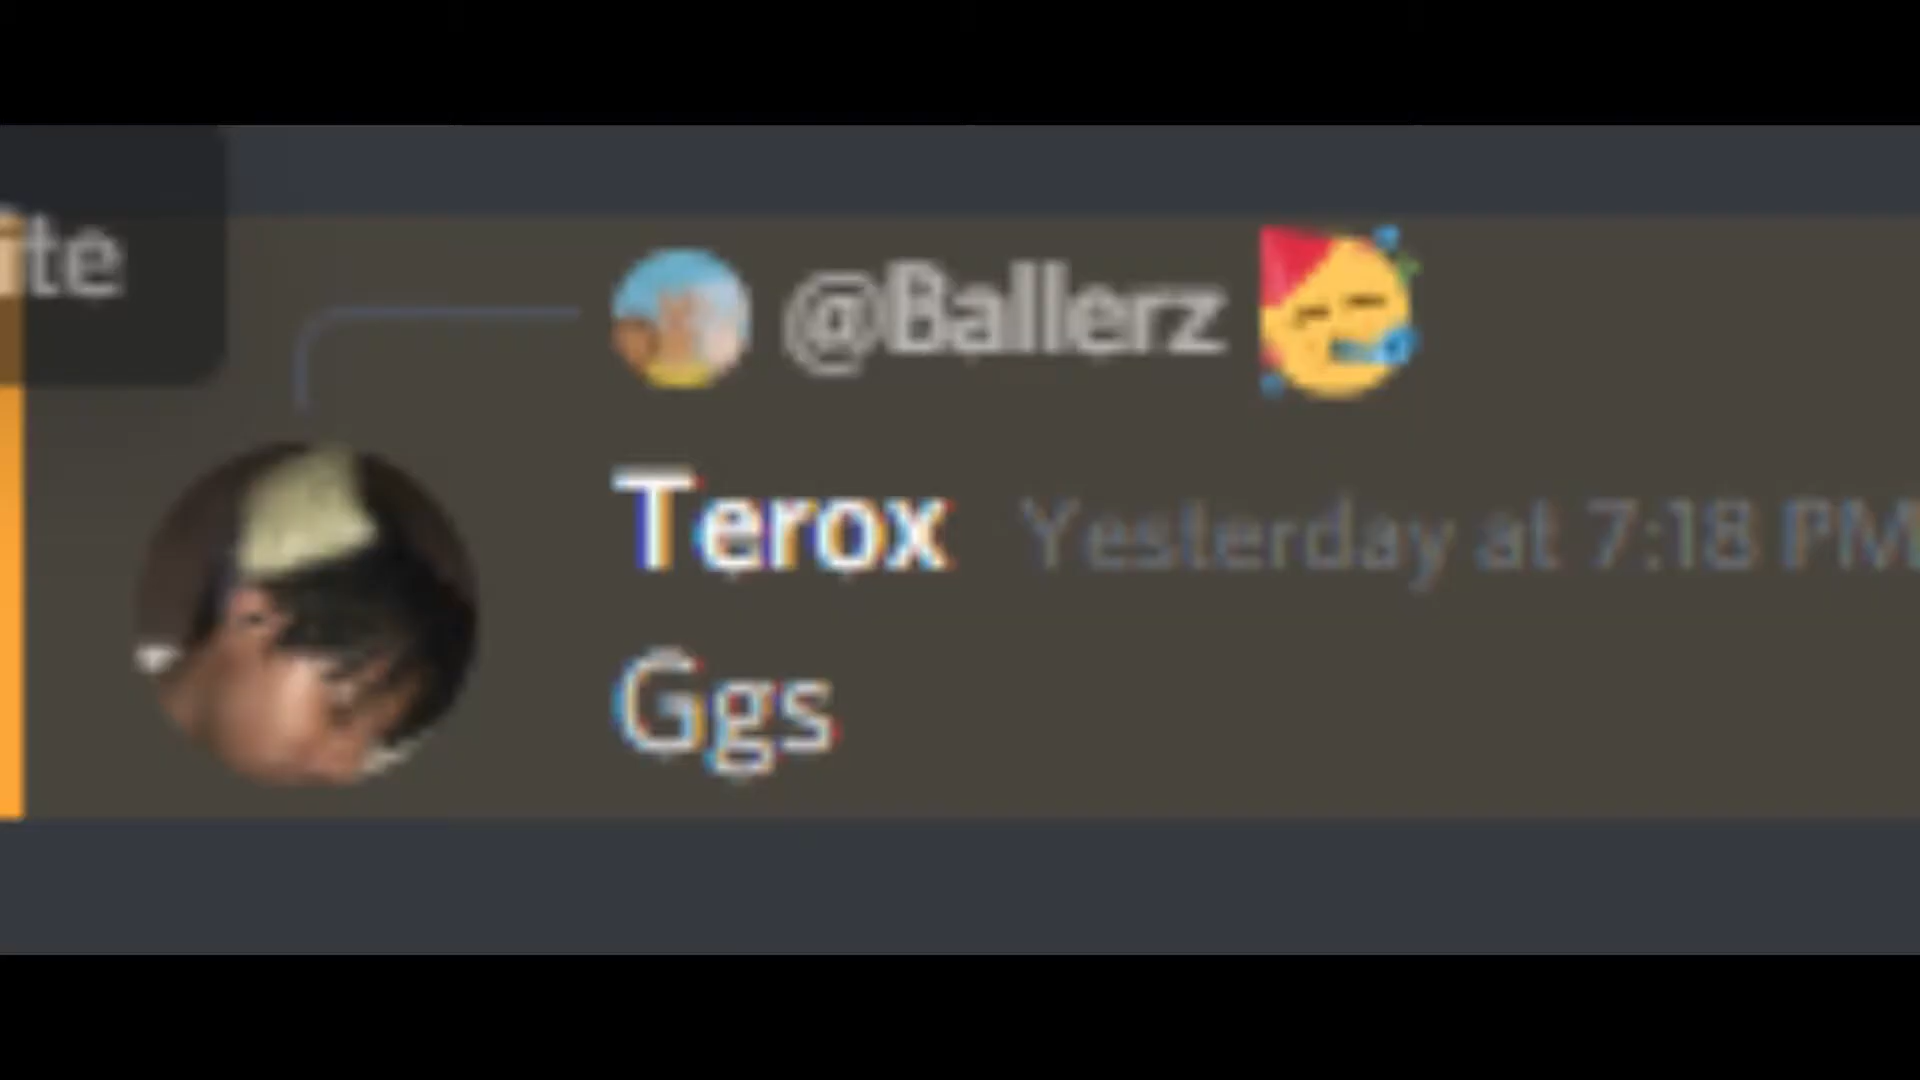 ite
@Ballerz 🥳
Terox Yesterday at 7:18 PM
Ggs